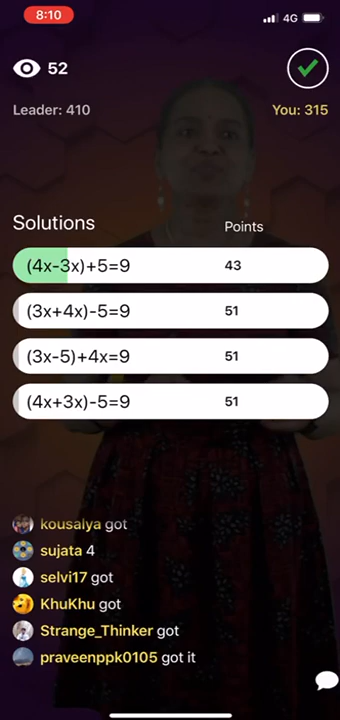 8:10
4G
52
Leader: 410
You: 315
Solutions
Points
(4x-3x)+5=9 43
(3x+4x)-5=9 51
(3x-5)+4x=9 51
(4x+3x)-5=9 51
kousalya got
sujata 4
selvi17 got
KhuKhu got
Strange_Thinker got
praveenppk0105 got it